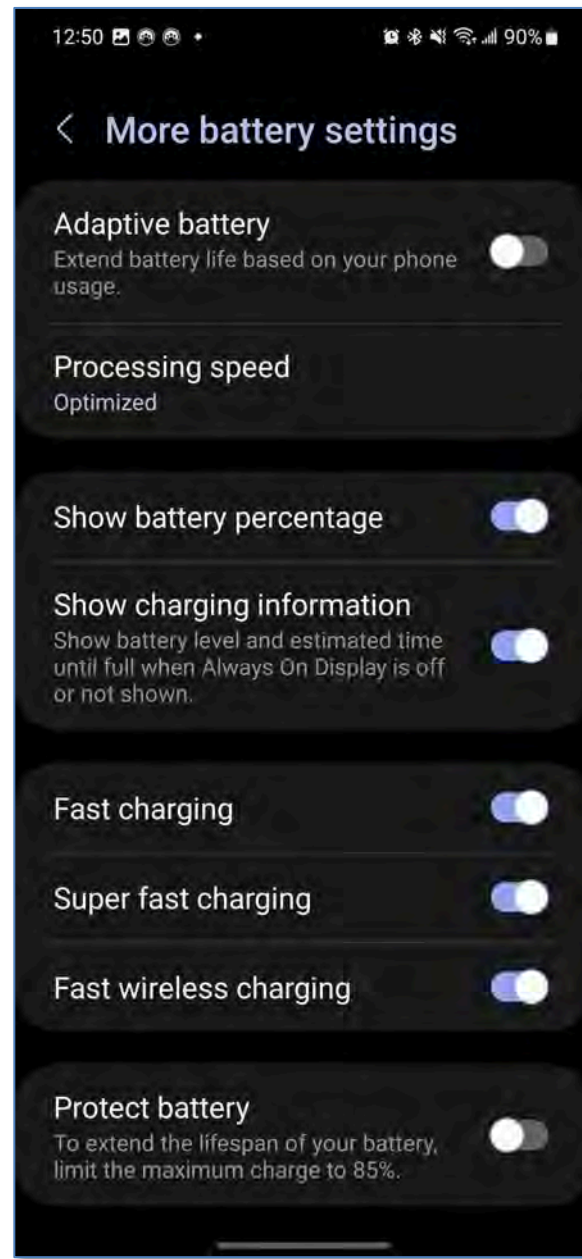 12:50 90%
More battery settings
Adaptive battery
Extend battery life based on your phone
usage.
Processing speed
Optimized
Show battery percentage
Show charging information
Show battery level and estimated time
until full when Always On Display is off
or not shown.
Fast charging
Super fast charging
Fast wireless charging
Protect battery
To extend the lifespan of your battery,
limit the maximum charge to 85%.